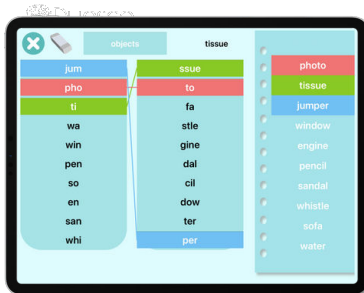 objects
tissue
jum
pho
ti
wa
win
pen
so
en
san
whi
ssue
to
fa
stle
gine
dal
cil
dow
ter
per
photo
tissue
jumper
window
engine
pencil
sandal
whistle
sofa
water